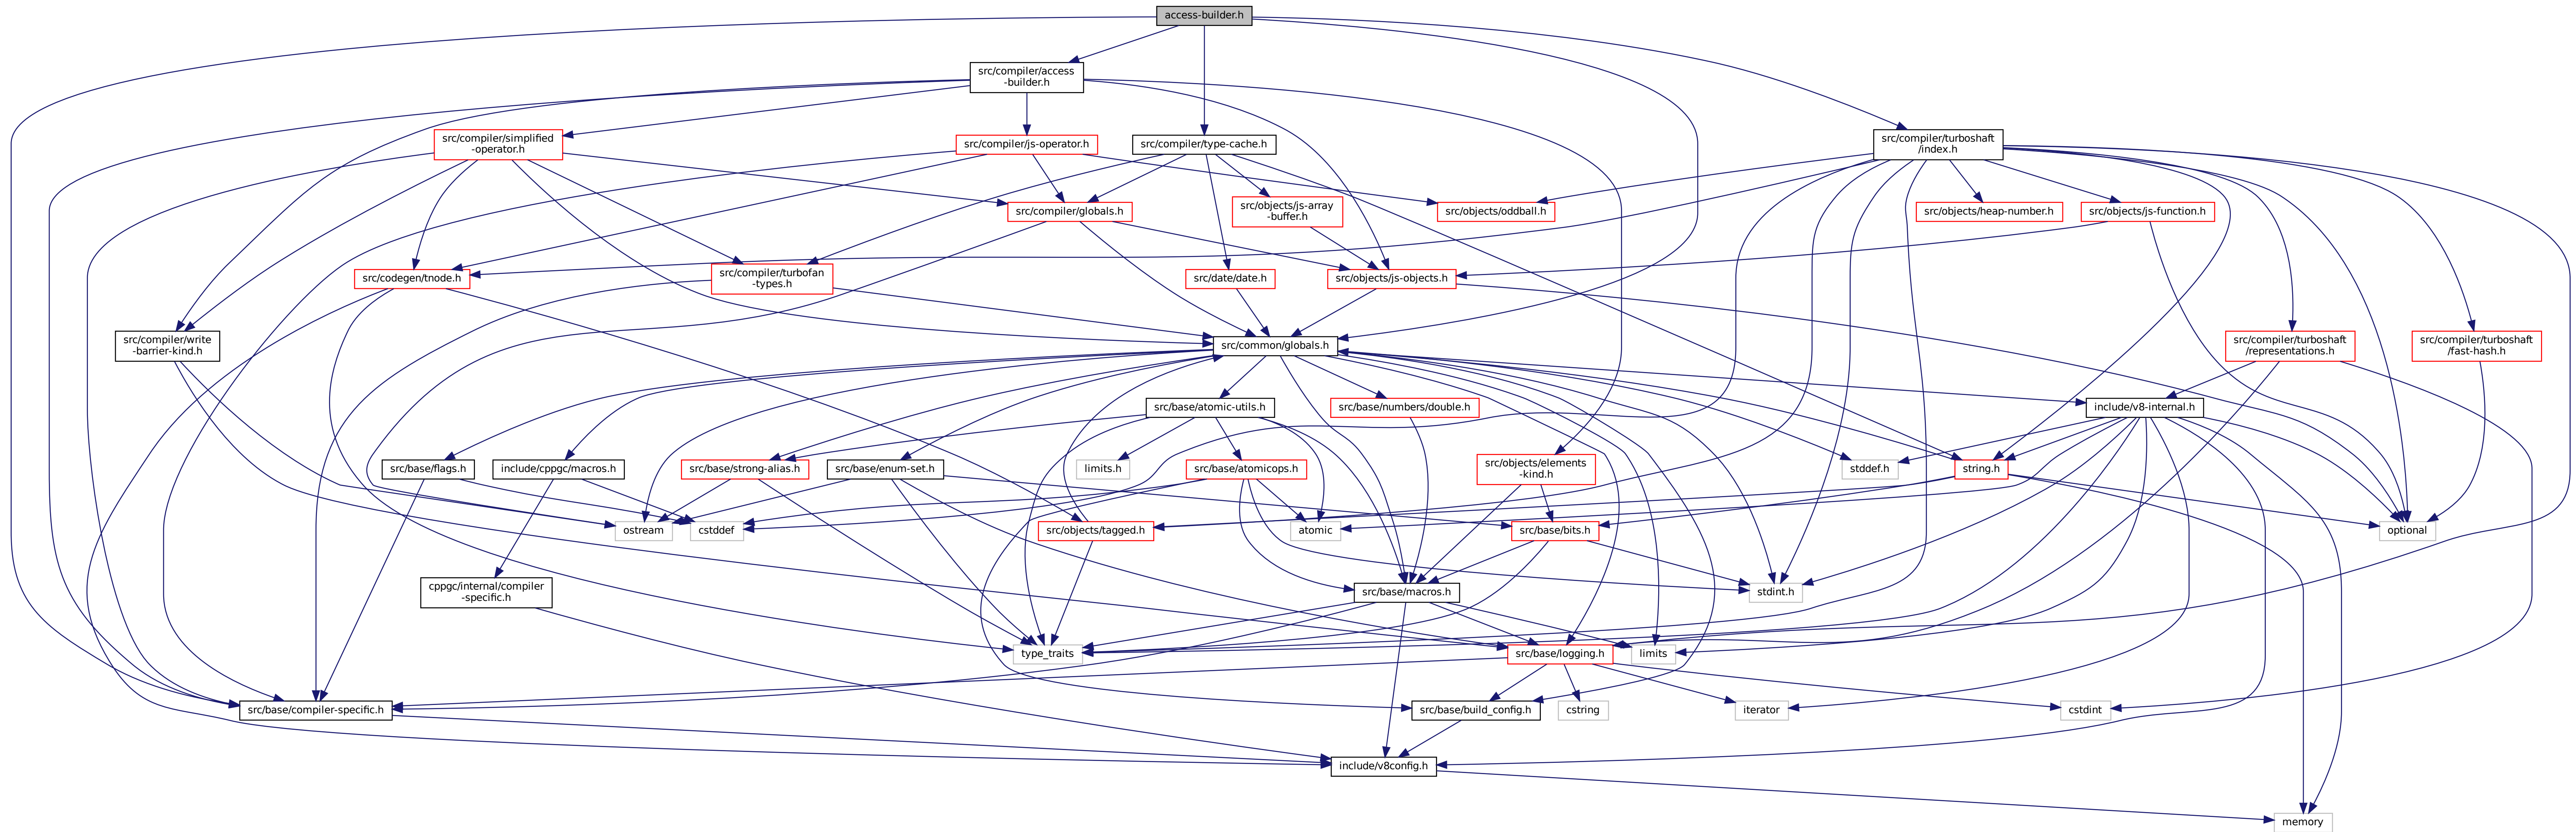 access-builder.h
src/compiler/access
-builder.h
src/compiler/simplified
-operator.h
src/compiler/js-operator.h
src/compiler/type-cache.h
src/compiler/turboshaft
/index.h
src/compiler/globals.h
src/objects/js-array
-buffer.h
src/objects/oddball.h
src/objects/heap-number.h
src/objects/js-function.h
src/codegen/tnode.h
src/compiler/turbofan
-types.h
src/date/date.h
src/objects/js-objects.h
src/compiler/write
-barrier-kind.h
src/common/globals.h
src/compiler/turboshaft
/representations.h
src/compiler/turboshaft
/fast-hash.h
src/base/atomic-utils.h
src/base/numbers/double.h
include/v8-internal.h
src/base/flags.h
include/cppgc/macros.h
src/base/strong-alias.h
src/base/enum-set.h
limits.h
src/base/atomicops.h
src/objects/elements
-kind.h
stddef.h
string.h
ostream
cstddef
src/objects/tagged.h
atomic
src/base/bits.h
optional
cppgc/internal/compiler
-specific.h
src/base/macros.h
stdint.h
type_traits
src/base/logging.h
limits
src/base/compiler-specific.h
src/base/build_config.h
cstring
iterator
cstdint
include/v8config.h
memory